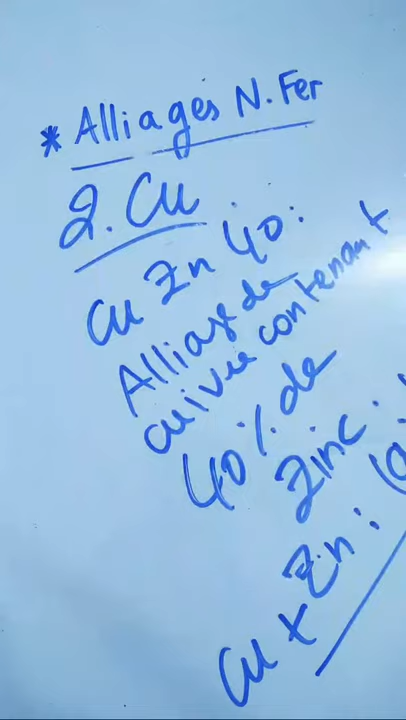 * Alliages N. Fer
2. Cu
Cu Zn 40:
Alliage de
cuivre contenant
40% de
Zinc.
Cu + Zn: